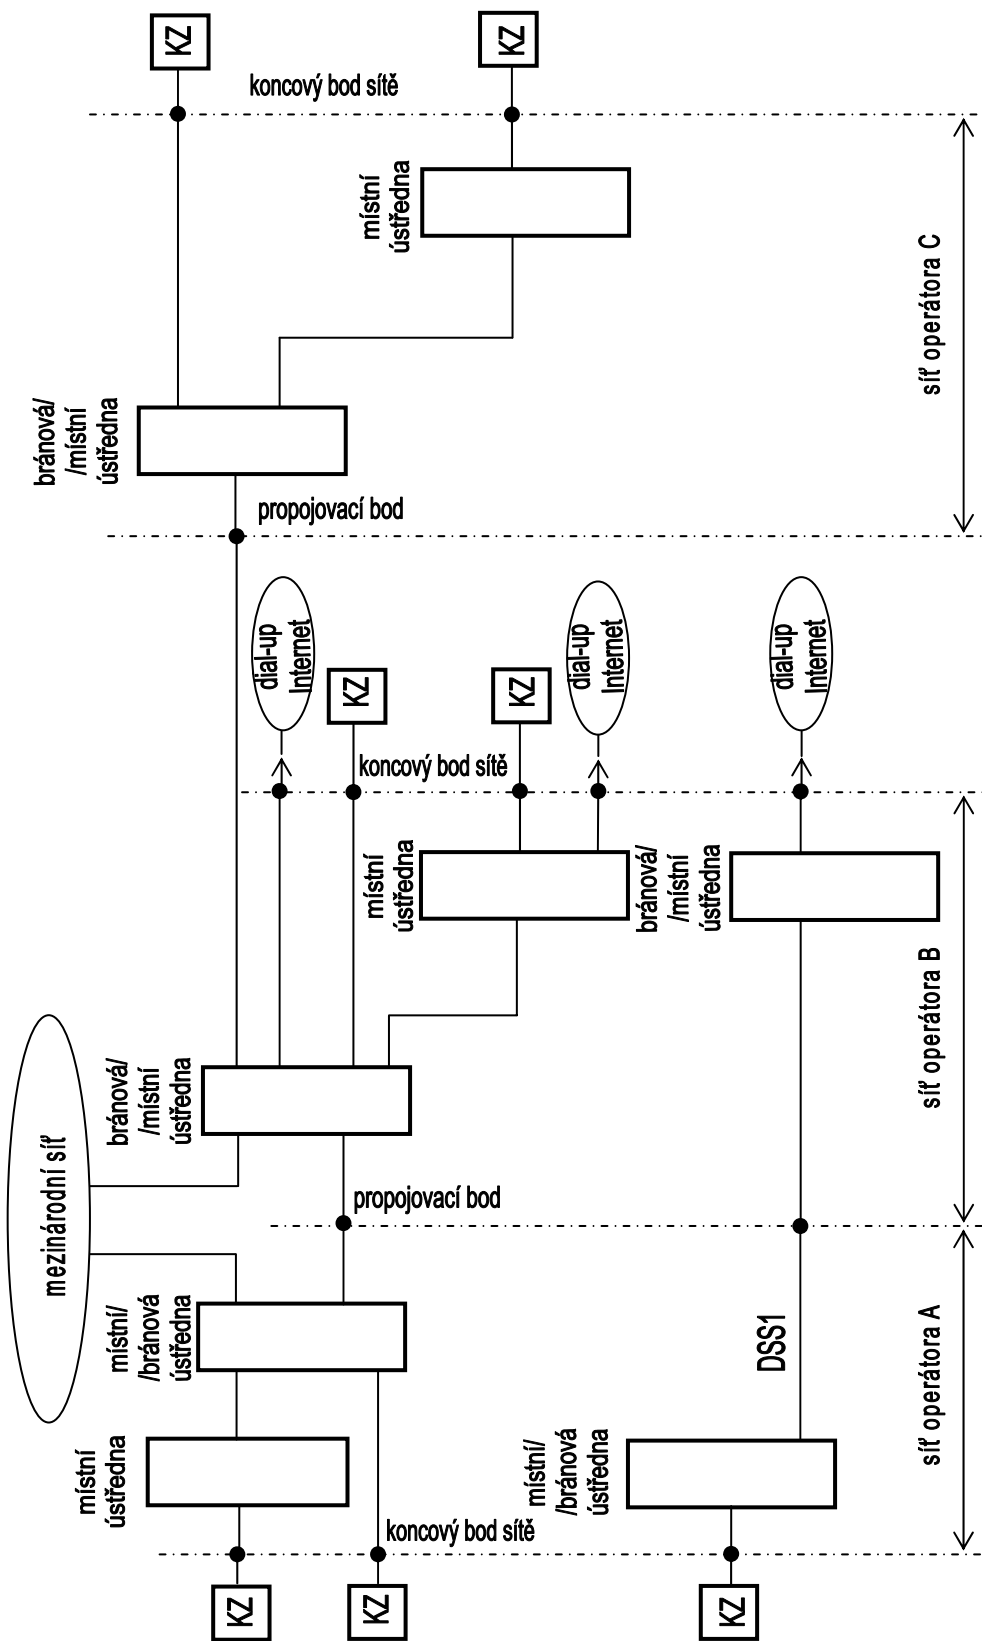 KZ
KZ
koncový bod sítě
místní
ústředna
síť operátora C
bránová/
/místní
ústředna
propojovací bod
dial-up
Internet
dial-up
Internet
dial-up
Internet
KZ
KZ
koncový bod sítě
místní
ústředna
bránová/
/místní
ústředna
síť operátora B
bránová/
/místní
ústředna
mezinárodní síť
propojovací bod
místní/
/bránová
ústředna
DSS1
síť operátora A
místní
ústředna
místní/
/bránová
ústředna
koncový bod sítě
KZ
KZ
KZ